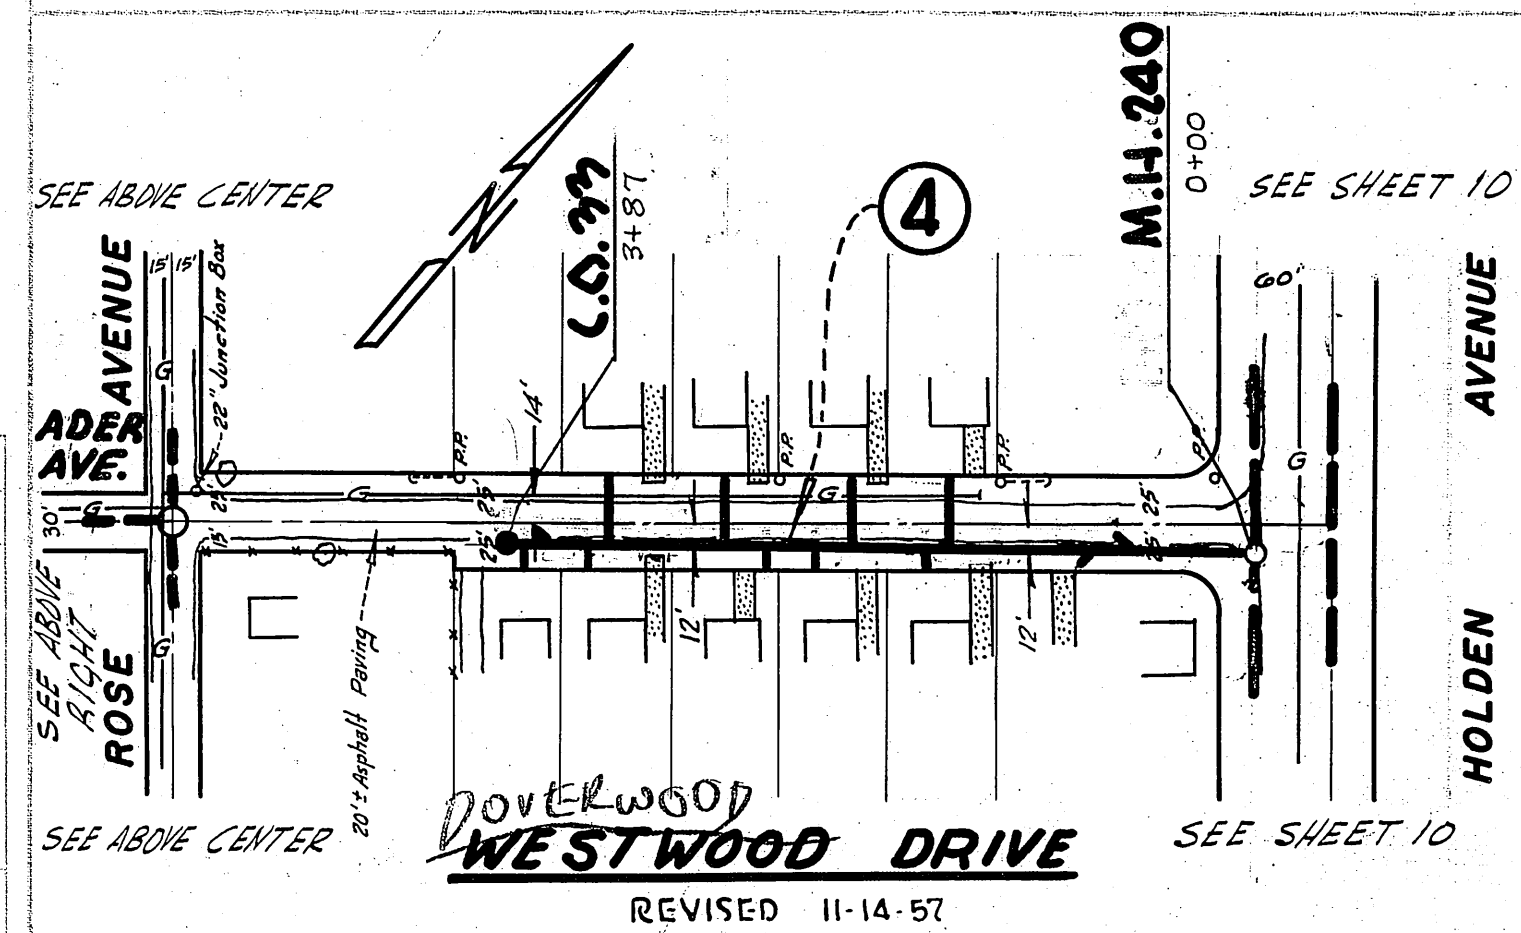 M.H.240
0+00
C.O. 33
3+87
4
SEE ABOVE CENTER
SEE SHEET 10
AVENUE
15' 15'
22" Junction Box
60'
AVENUE
G
14'
ADER
AVE.
P.P.
P.P.
P.P.
P.P.
G
G
30'
25'
15'
G
25'
25'
G
25'
25'
12'
12'
SEE ABOVE
RIGHT
ROSE
G
20'± Asphalt Paving
HOLDEN
DOVERWOOD
WESTWOOD DRIVE
SEE ABOVE CENTER
SEE SHEET 10
REVISED 11-14-57